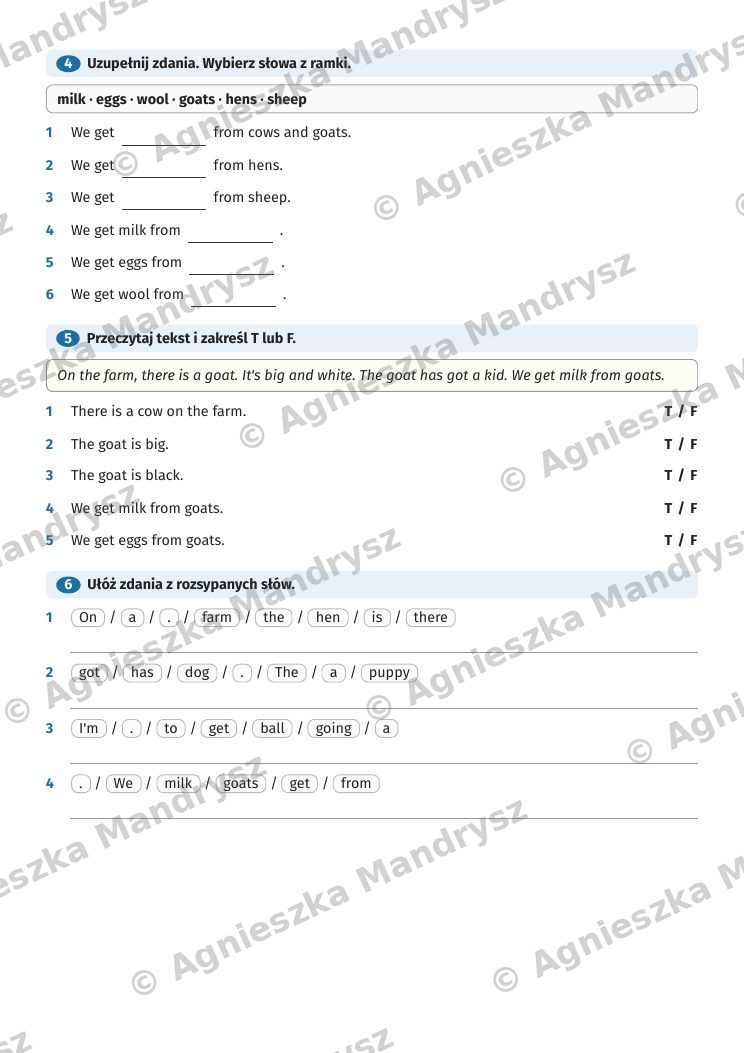 4 Uzupełnij zdania. Wybierz słowa z ramki.
milk · eggs · wool · goats · hens · sheep
1 We get __________ from cows and goats.
2 We get __________ from hens.
3 We get __________ from sheep.
4 We get milk from __________ .
5 We get eggs from __________ .
6 We get wool from __________ .
5 Przeczytaj tekst i zakreśl T lub F.
On the farm, there is a goat. It's big and white. The goat has got a kid. We get milk from goats.
1 There is a cow on the farm. T / F
2 The goat is big. T / F
3 The goat is black. T / F
4 We get milk from goats. T / F
5 We get eggs from goats. T / F
6 Ułóż zdania z rozsypanych słów.
1 On / a / . / farm / the / hen / is / there
2 got / has / dog / . / The / a / puppy
3 I'm / . / to / get / ball / going / a
4 . / We / milk / goats / get / from
© Agnieszka Mandrysz